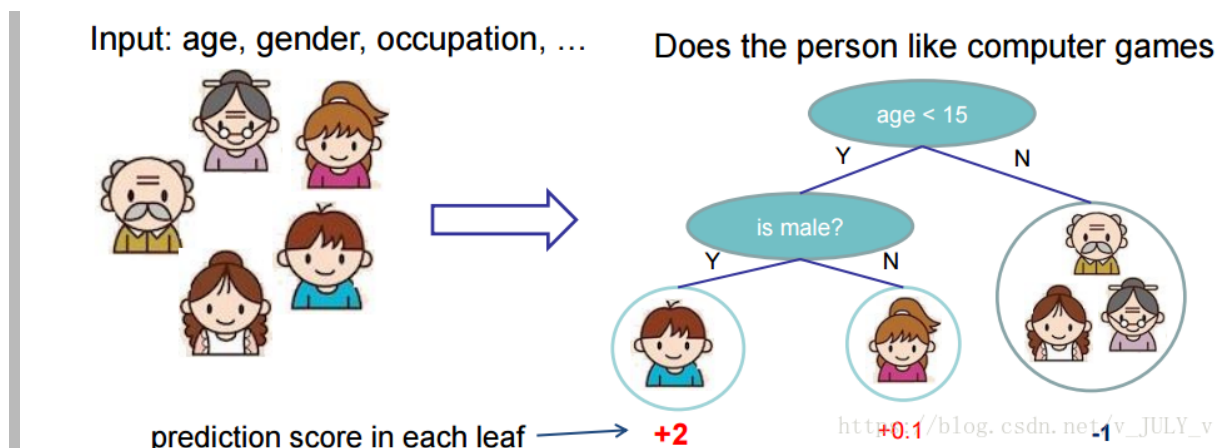 Input: age, gender, occupation, …
Does the person like computer games
age < 15
Y
N
is male?
Y
N
prediction score in each leaf
+2
+0.1
-1
http://blog.csdn.net/v_JULY_v